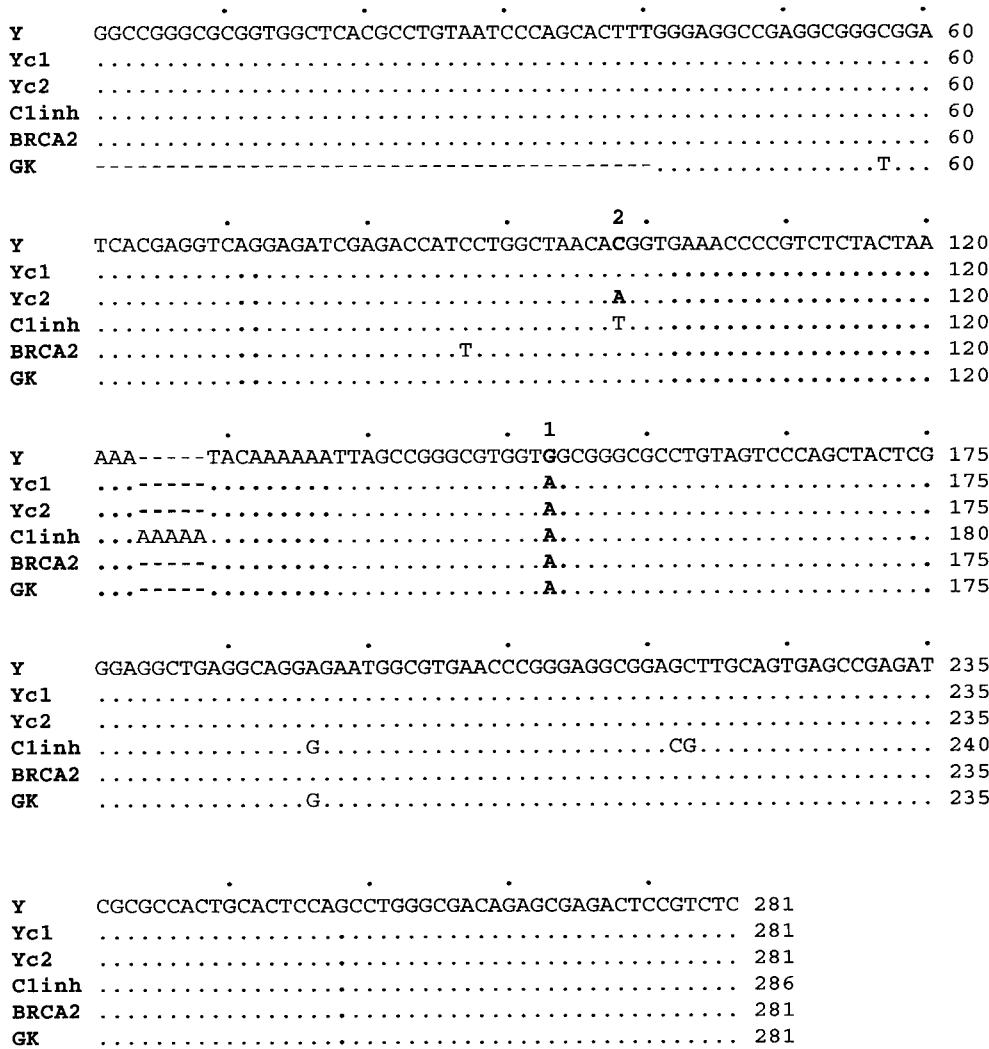 . . . . . .
Y GGCCGGGCGCGGTGGCTCACGCCTGTAATCCCAGCACTTTGGGAGGCCGAGGCGGGCGGA 60
Yc1 ............................................................ 60
Yc2 ............................................................ 60
C1inh ............................................................ 60
BRCA2 ............................................................ 60
GK ----------------------------------------................T... 60
. . . 2 . . .
Y TCACGAGGTCAGGAGATCGAGACCATCCTGGCTAACACGGTGAAACCCCGTCTCTACTAA 120
Yc1 ............................................................ 120
Yc2 .....................................A...................... 120
C1inh .....................................T...................... 120
BRCA2 ..........................T................................. 120
GK ............................................................ 120
. . . 1 . . .
Y AAA-----TACAAAAAATTAGCCGGGCGTGGTGGCGGGCGCCTGTAGTCCCAGCTACTCG 175
Yc1 ...-----........................A........................... 175
Yc2 ...-----........................A........................... 175
C1inh ...AAAAA........................A........................... 180
BRCA2 ...-----........................A........................... 175
GK ...-----........................A........................... 175
. . . . . .
Y GGAGGCTGAGGCAGGAGAATGGCGTGAACCCGGGAGGCGGAGCTTGCAGTGAGCCGAGAT 235
Yc1 ............................................................ 235
Yc2 ............................................................ 235
C1inh ...............G.........................CG................. 240
BRCA2 ............................................................ 235
GK ...............G............................................ 235
. . . .
Y CGCGCCACTGCACTCCAGCCTGGGCGACAGAGCGAGACTCCGTCTC 281
Yc1 .............................................. 281
Yc2 .............................................. 281
C1inh .............................................. 286
BRCA2 .............................................. 281
GK .............................................. 281